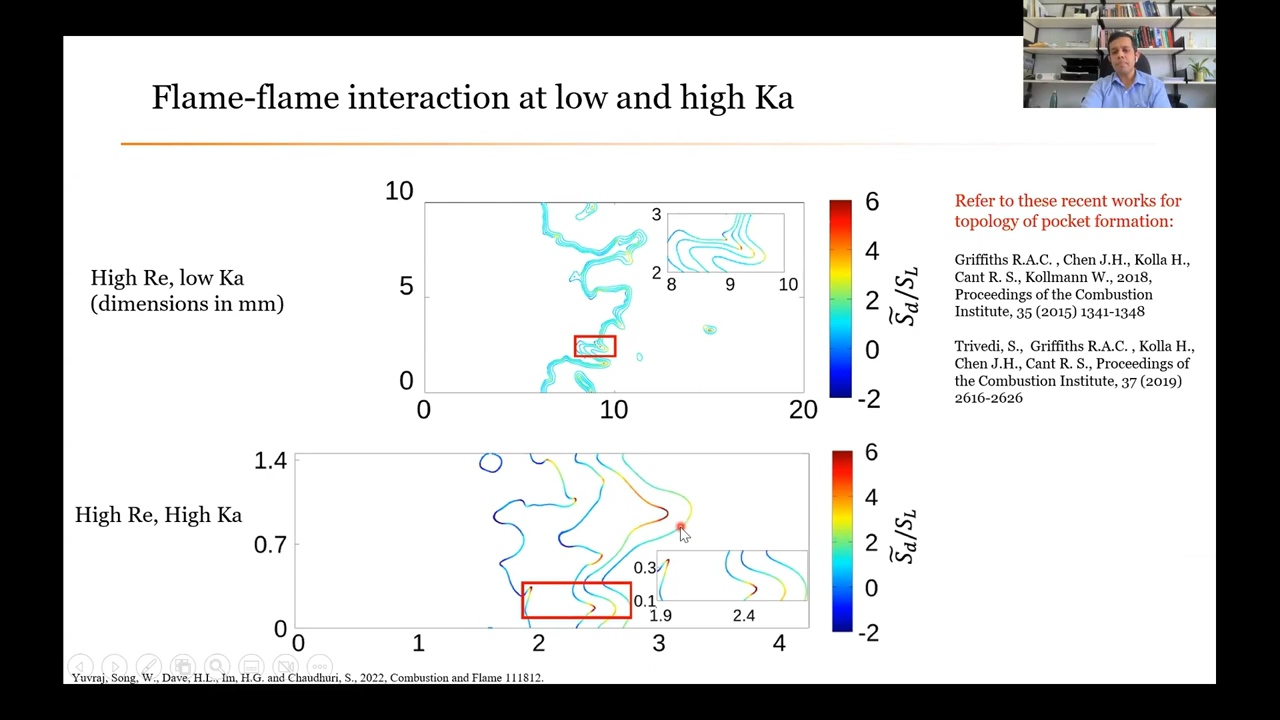 Flame-flame interaction at low and high Ka
High Re, low Ka
(dimensions in mm)
10
5
0
0
10
20
3
2
8
9
10
6
4
2
0
-2
S̃d/SL
Refer to these recent works for
topology of pocket formation:
Griffiths R.A.C. , Chen J.H., Kolla H.,
Cant R. S., Kollmann W., 2018,
Proceedings of the Combustion
Institute, 35 (2015) 1341-1348
Trivedi, S., Griffiths R.A.C. , Kolla H.,
Chen J.H., Cant R. S., Proceedings of
the Combustion Institute, 37 (2019)
2616-2626
High Re, High Ka
1.4
0.7
0
0
1
2
3
4
0.3
0.1
1.9
2.4
6
4
2
0
-2
S̃d/SL
Yuvraj, Song, W., Dave, H.L., Im, H.G. and Chaudhuri, S., 2022, Combustion and Flame 111812.